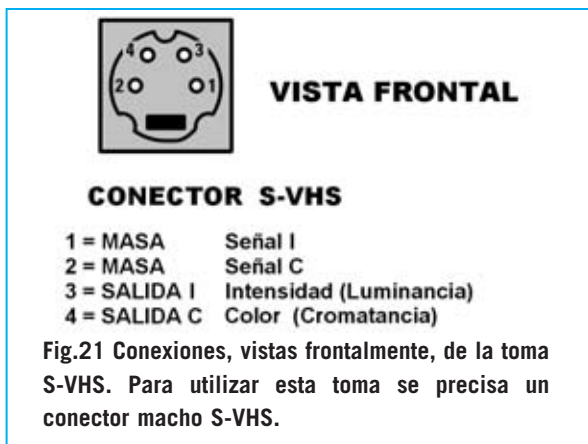 4 3
2 1
VISTA FRONTAL
CONECTOR S-VHS
1 = MASA Señal I
2 = MASA Señal C
3 = SALIDA I Intensidad (Luminancia)
4 = SALIDA C Color (Cromatancia)
Fig.21 Conexiones, vistas frontalmente, de la toma
S-VHS. Para utilizar esta toma se precisa un
conector macho S-VHS.